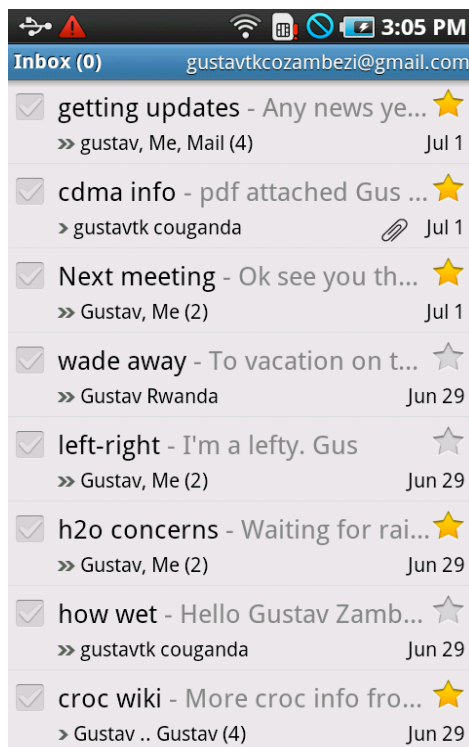 3:05 PM
Inbox (0) gustavtkcozambezi@gmail.com
getting updates - Any news ye...
» gustav, Me, Mail (4) Jul 1
cdma info - pdf attached Gus ...
› gustavtk couganda Jul 1
Next meeting - Ok see you th...
» Gustav, Me (2) Jul 1
wade away - To vacation on t...
» Gustav Rwanda Jun 29
left-right - I'm a lefty. Gus
» Gustav, Me (2) Jun 29
h2o concerns - Waiting for rai...
» Gustav, Me (2) Jun 29
how wet - Hello Gustav Zamb...
» gustavtk couganda Jun 29
croc wiki - More croc info fro...
› Gustav .. Gustav (4) Jun 29